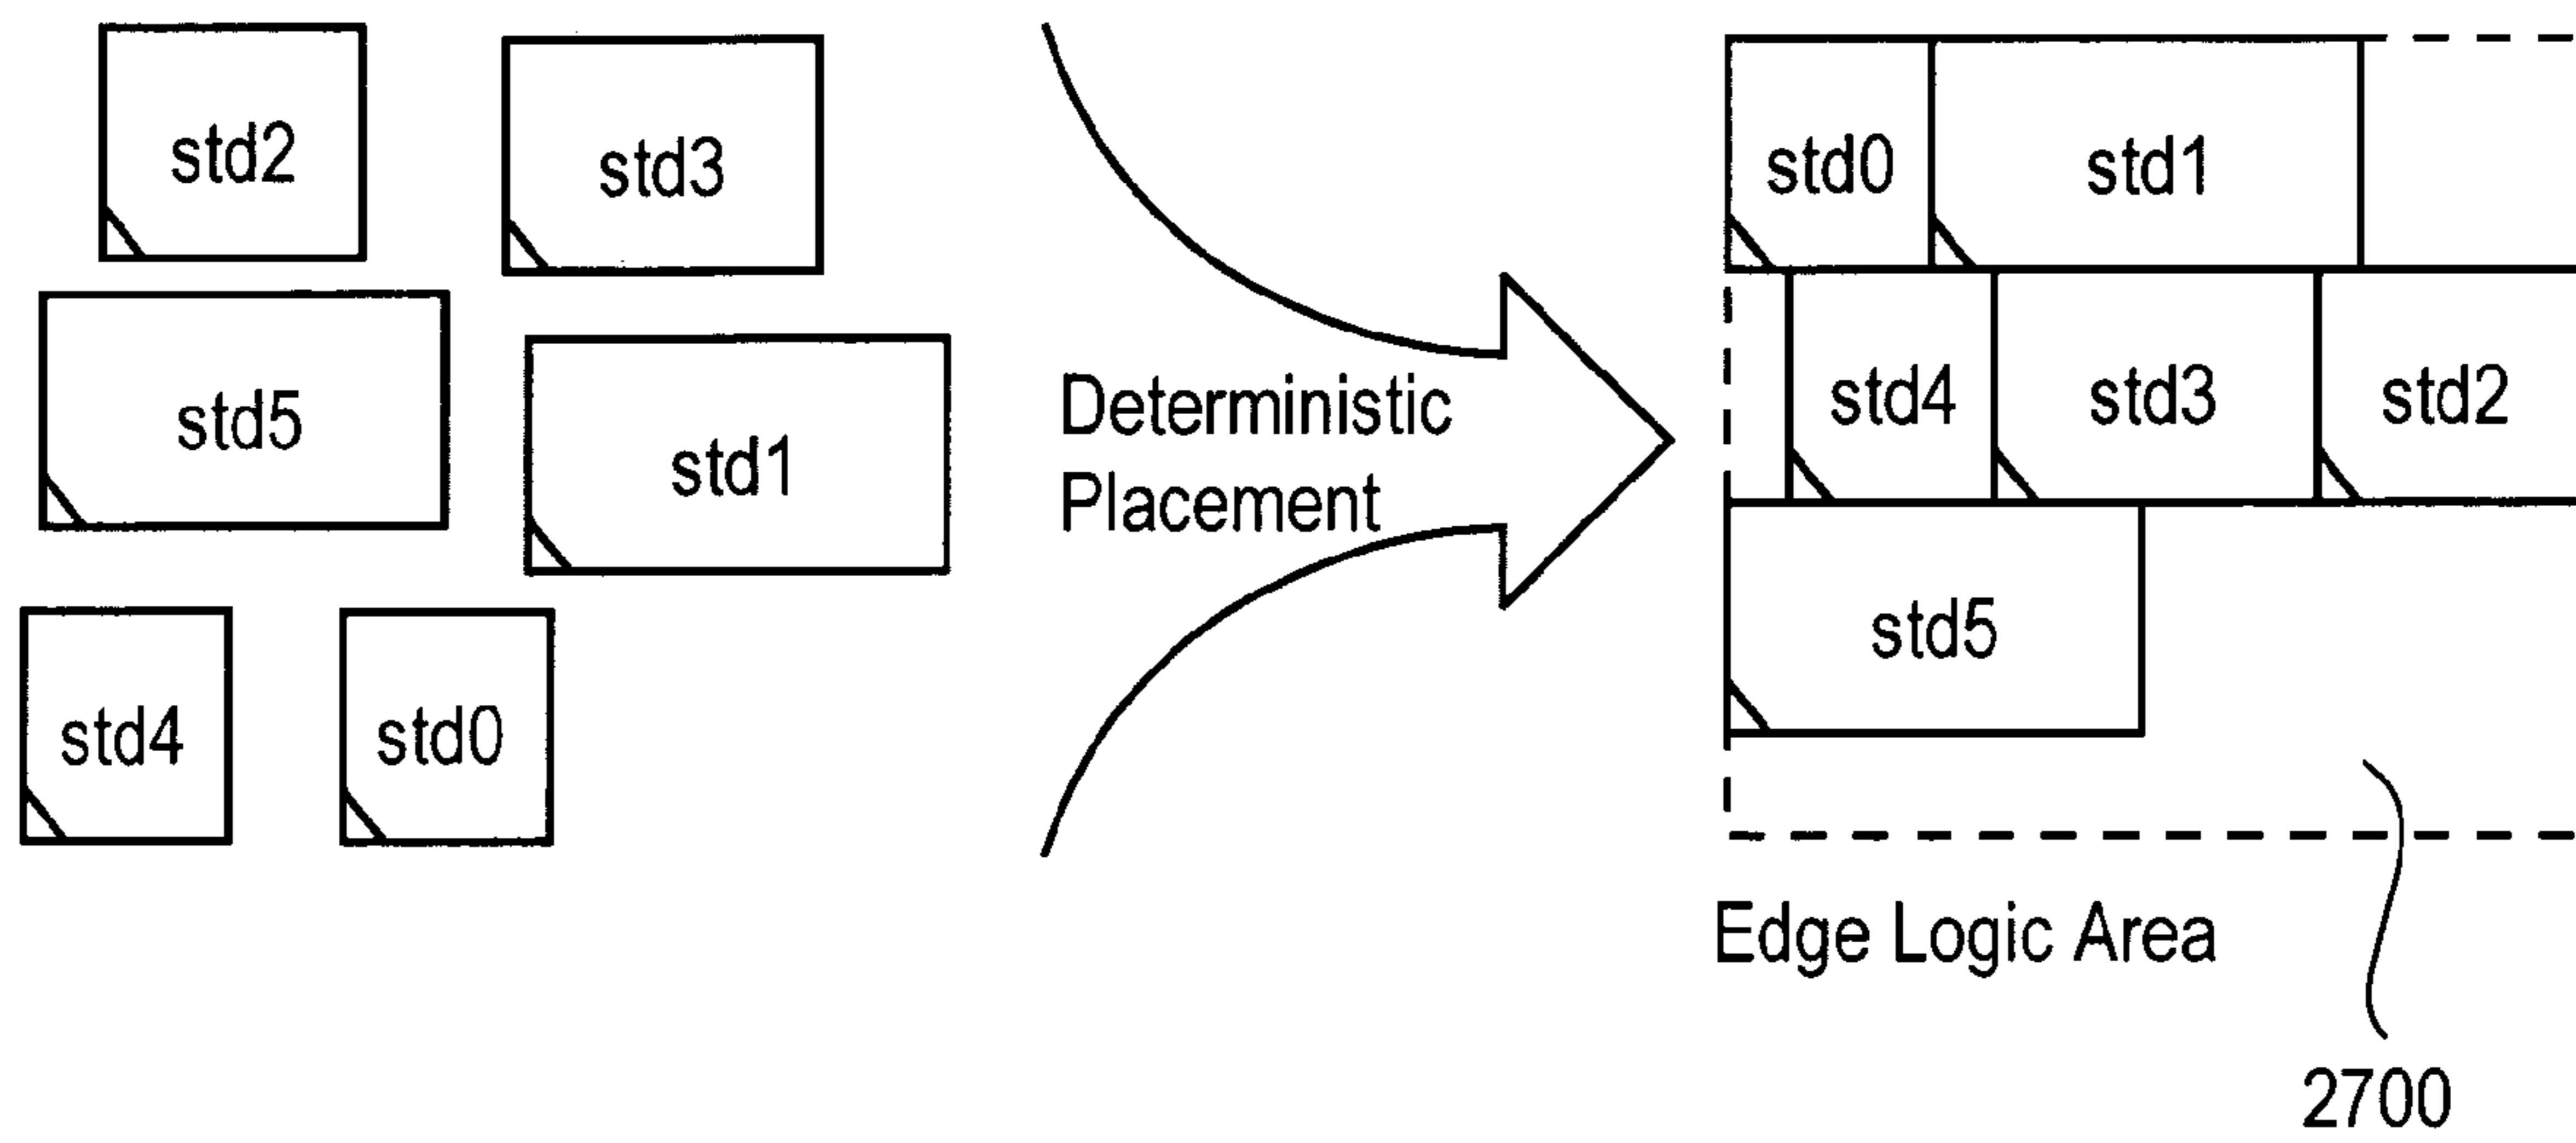 std2
std3
std5
std1
std4
std0
Deterministic
Placement
std0
std1
std4
std3
std2
std5
Edge Logic Area
2700